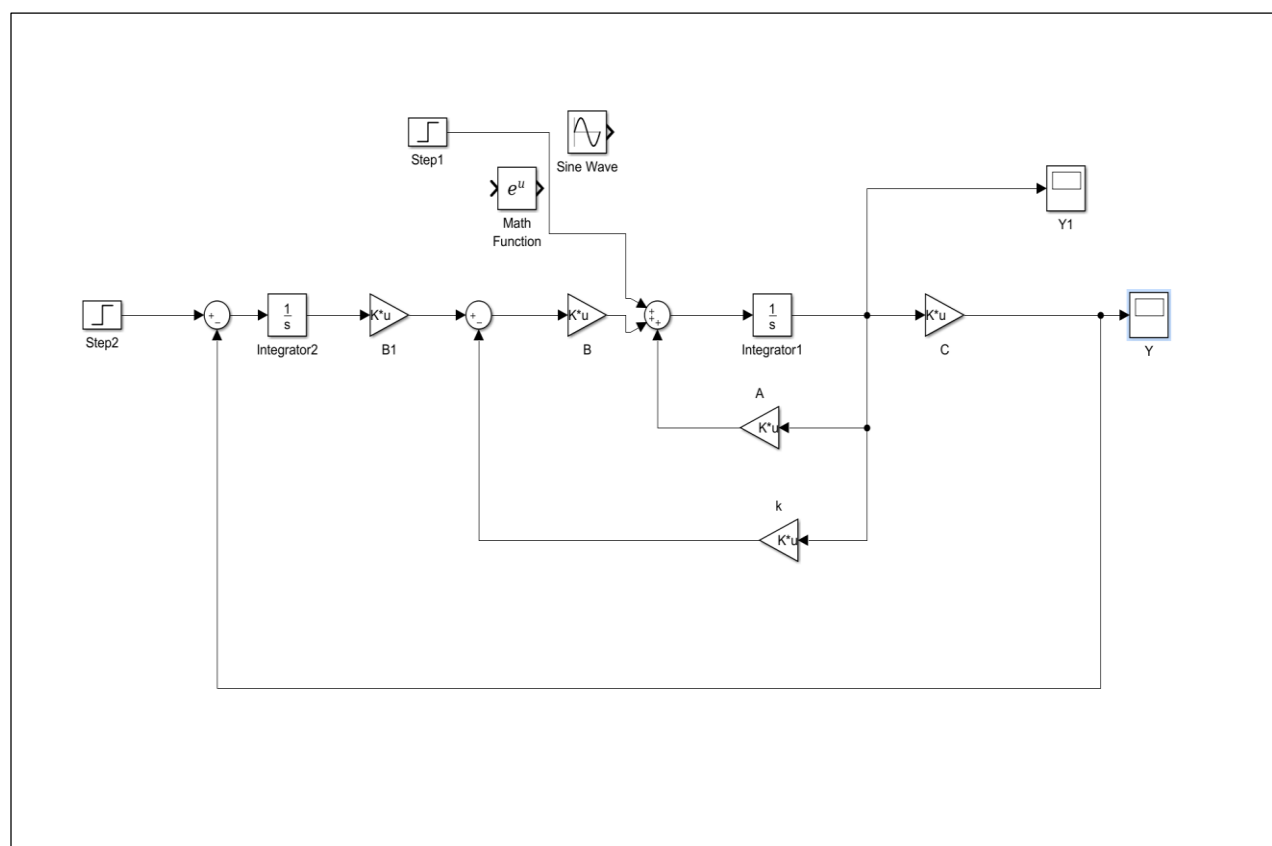 Step1
Sine Wave
e^u
Math
Function
Y1
+
−
1
s
K*u
+
−
K*u
+
+
+
1
s
K*u
Step2
Integrator2
B1
B
Integrator1
C
Y
A
K*u
k
K*u